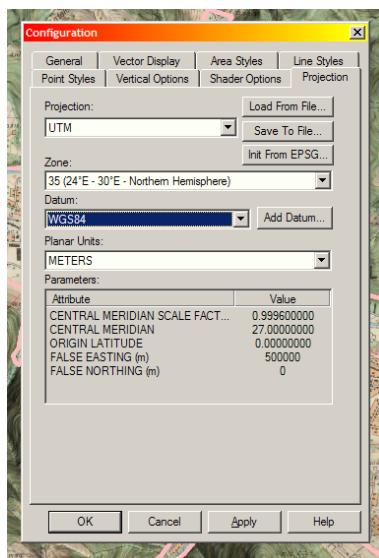 Configuration
General Vector Display Area Styles Line Styles
Point Styles Vertical Options Shader Options Projection
Projection: Load From File...
UTM Save To File...
Init From EPSG...
Zone:
35 (24°E - 30°E - Northern Hemisphere)
Datum:
WGS84 Add Datum...
Planar Units:
METERS
Parameters:
Attribute Value
CENTRAL MERIDIAN SCALE FACT... 0.999600000
CENTRAL MERIDIAN 27.00000000
ORIGIN LATITUDE 0.00000000
FALSE EASTING (m) 500000
FALSE NORTHING (m) 0
OK Cancel Apply Help